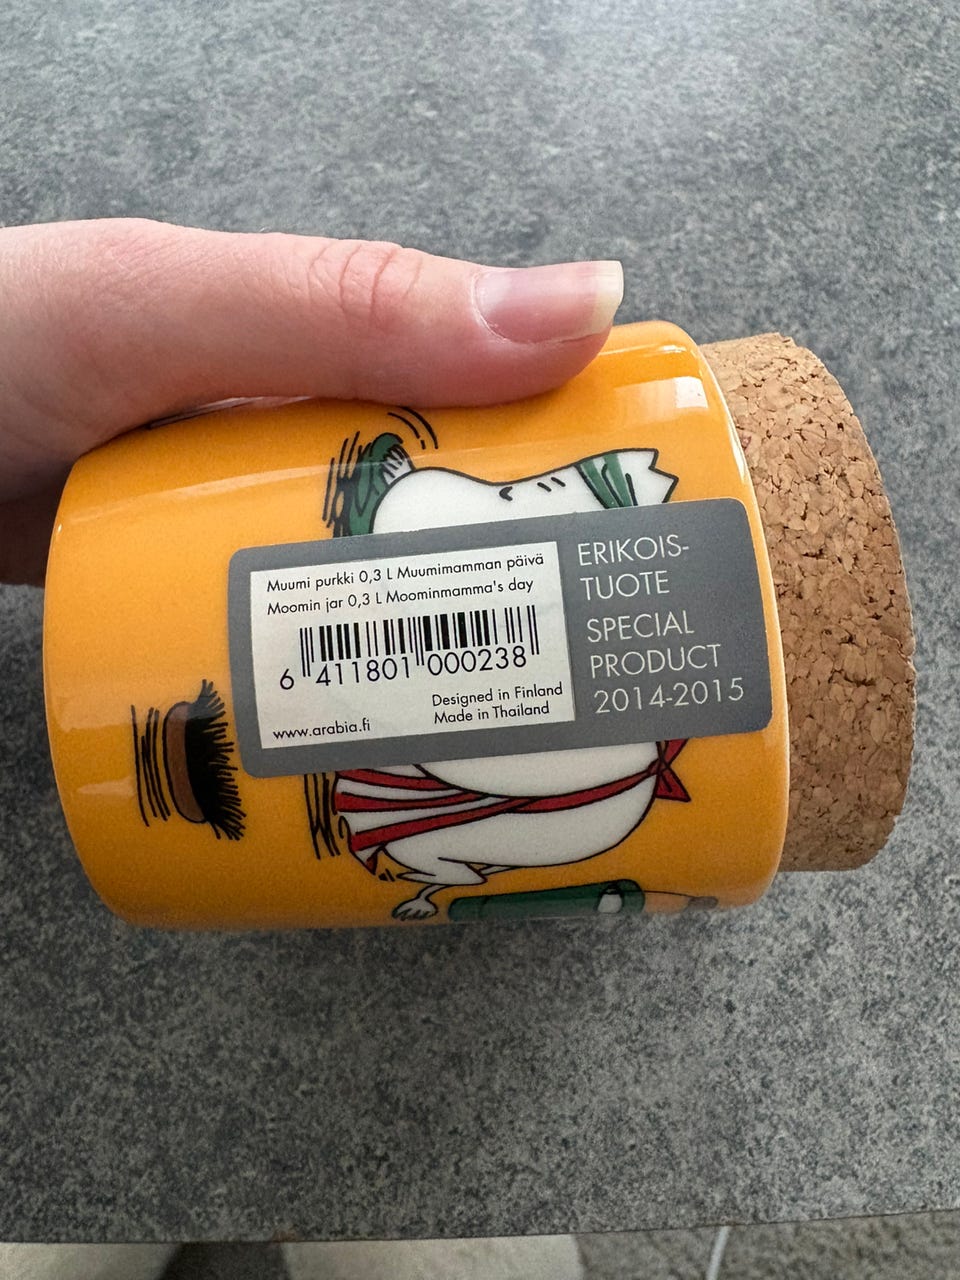 Muumi purkki 0,3 L Muumimamman päivä
Moomin jar 0,3 L Moominmamma's day
6 411801 000238
Designed in Finland
Made in Thailand
www.arabia.fi
ERIKOIS-
TUOTE
SPECIAL
PRODUCT
2014-2015